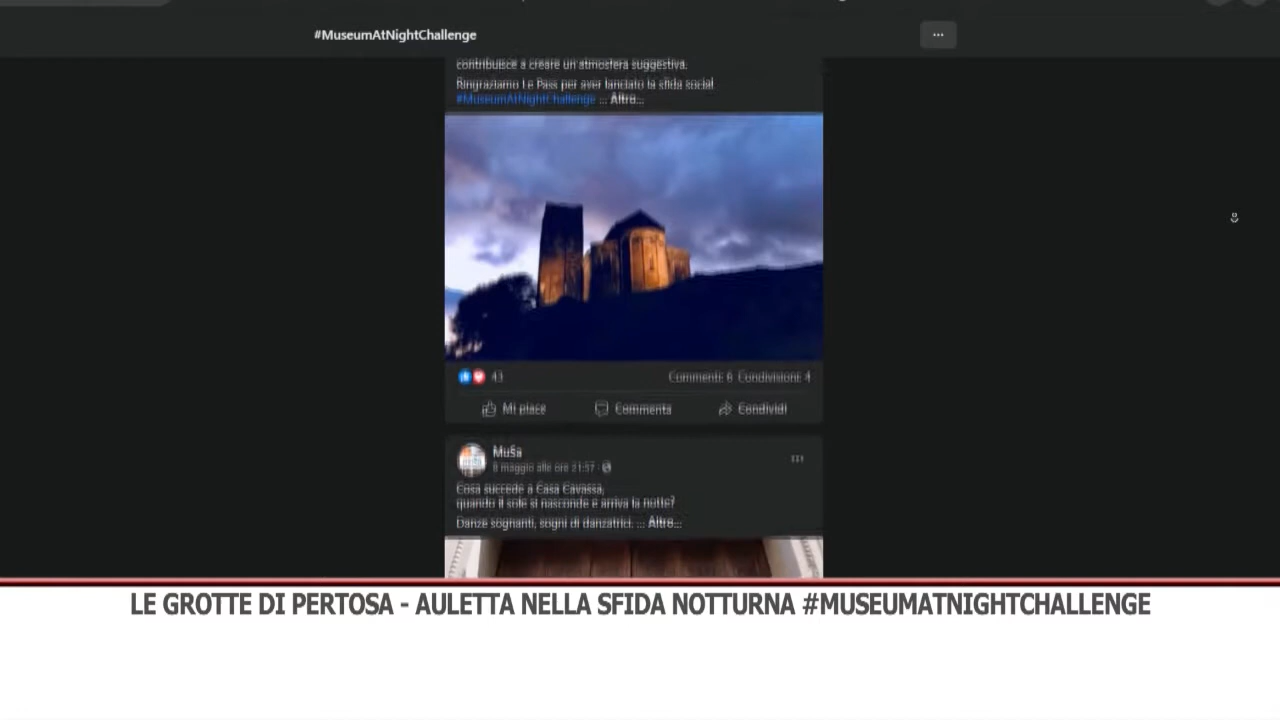 #MuseumAtNightChallenge
contribuisce a creare un'atmosfera suggestiva.
Ringraziamo Le Pass per aver lanciato la sfida social
#MuseumAtNightChallenge ... Altro...
43
Commenti: 6 Condivisioni: 4
Mi piace
Commenta
Condividi
MuSa
8 maggio alle ore 21:57
Cosa succede a Casa Cavassa,
quando il sole si nasconde e arriva la notte?
Danze sognanti, sogni di danzatrici. ... Altro...
LE GROTTE DI PERTOSA - AULETTA NELLA SFIDA NOTTURNA #MUSEUMATNIGHTCHALLENGE